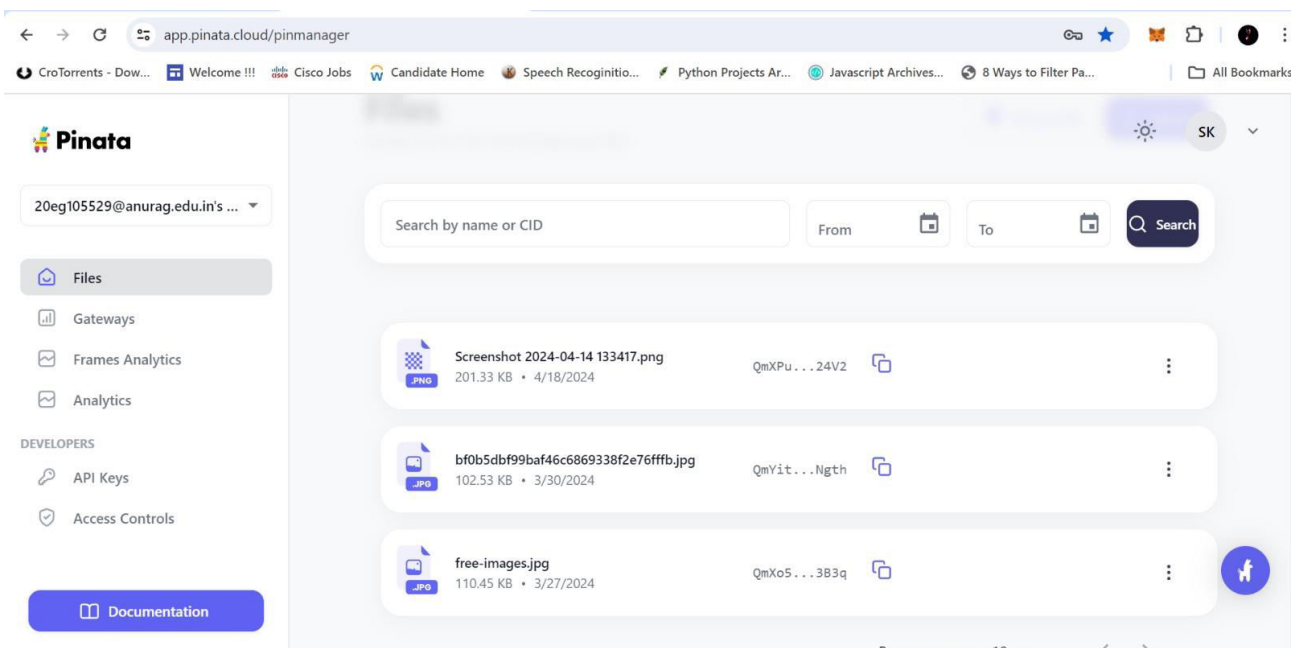 app.pinata.cloud/pinmanager
CroTorrents - Dow... Welcome !!! Cisco Jobs Candidate Home Speech Recoginitio... Python Projects Ar... Javascript Archives... 8 Ways to Filter Pa... All Bookmarks
Pinata
SK
20eg105529@anurag.edu.in's ...
Search by name or CID From To Search
Files
Gateways
Frames Analytics
Analytics
DEVELOPERS
API Keys
Access Controls
Documentation
Screenshot 2024-04-14 133417.png
201.33 KB • 4/18/2024
QmXPu...24V2
.PNG
bf0b5dbf99baf46c6869338f2e76fffb.jpg
102.53 KB • 3/30/2024
QmYit...Ngth
.JPG
free-images.jpg
110.45 KB • 3/27/2024
QmXo5...3B3q
.JPG